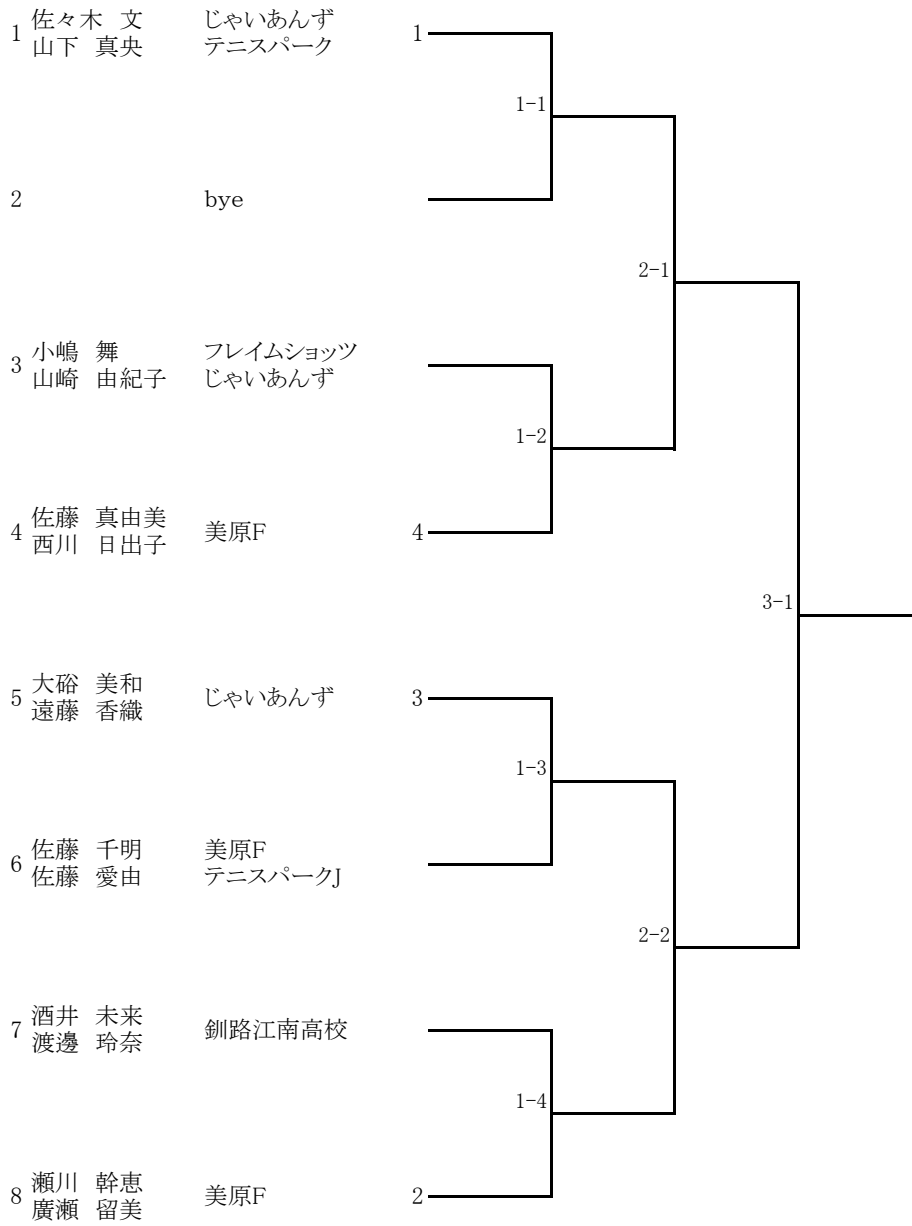 1 佐々木 文 じゃいあんず 1
山下 真央 テニスパーク
1-1
2 bye
2-1
3 小嶋 舞 フレイムショッツ
山崎 由紀子 じゃいあんず
1-2
4 佐藤 真由美 美原F 4
西川 日出子
3-1
5 大硲 美和 じゃいあんず 3
遠藤 香織
1-3
6 佐藤 千明 美原F
佐藤 愛由 テニスパークJ
2-2
7 酒井 未来 釧路江南高校
渡邊 玲奈
1-4
8 瀬川 幹恵 美原F 2
廣瀬 留美